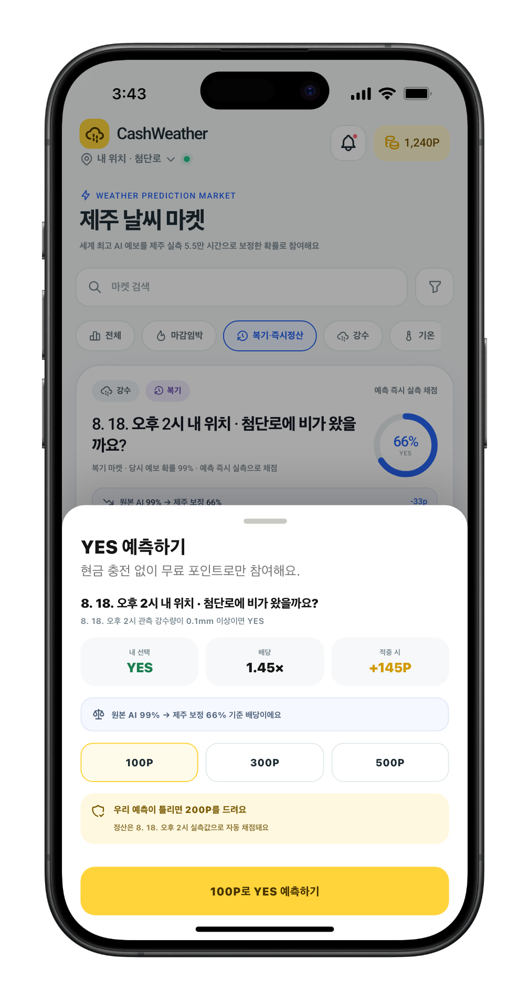 3:43
CashWeather
1,240P
내 위치 · 첨단로
WEATHER PREDICTION MARKET
제주 날씨 마켓
세계 최고 AI 예보를 제주 실측 5.5만 시간으로 보정한 확률로 참여해요
마켓 검색
전체
마감임박
복기·즉시정산
강수
기온
강수
복기
예측 즉시 실측 채점
8. 18. 오후 2시 내 위치 · 첨단로에 비가 왔을
까요?
66%
YES
복기 마켓 · 당시 예보 확률 99% · 예측 즉시 실측으로 채점
원본 AI 99% → 제주 보정 66%
-33p
YES 예측하기
현금 충전 없이 무료 포인트로만 참여해요.
8. 18. 오후 2시 내 위치 · 첨단로에 비가 왔을까요?
8. 18. 오후 2시 관측 강수량이 0.1mm 이상이면 YES
내 선택
YES
배당
1.45×
적중 시
+145P
원본 AI 99% → 제주 보정 66% 기준 배당이에요
100P
300P
500P
우리 예측이 틀리면 200P를 드려요
정산은 8. 18. 오후 2시 실측값으로 자동 채점돼요
100P로 YES 예측하기